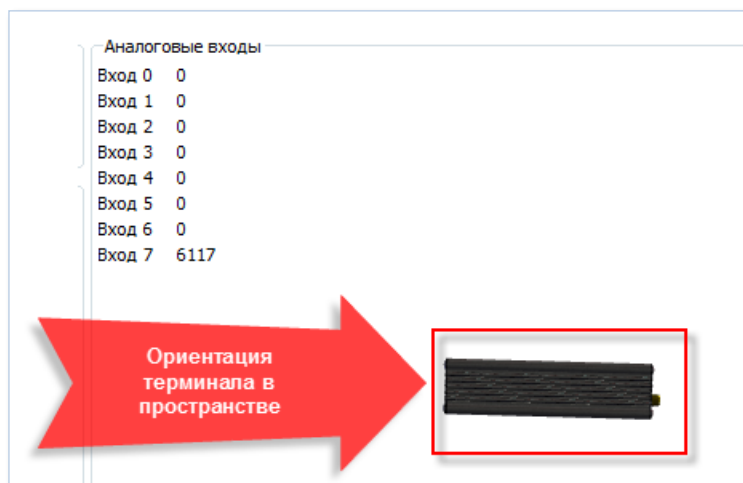 Аналоговые входы
Вход 0 0
Вход 1 0
Вход 2 0
Вход 3 0
Вход 4 0
Вход 5 0
Вход 6 0
Вход 7 6117
Ориентация
терминала в
пространстве